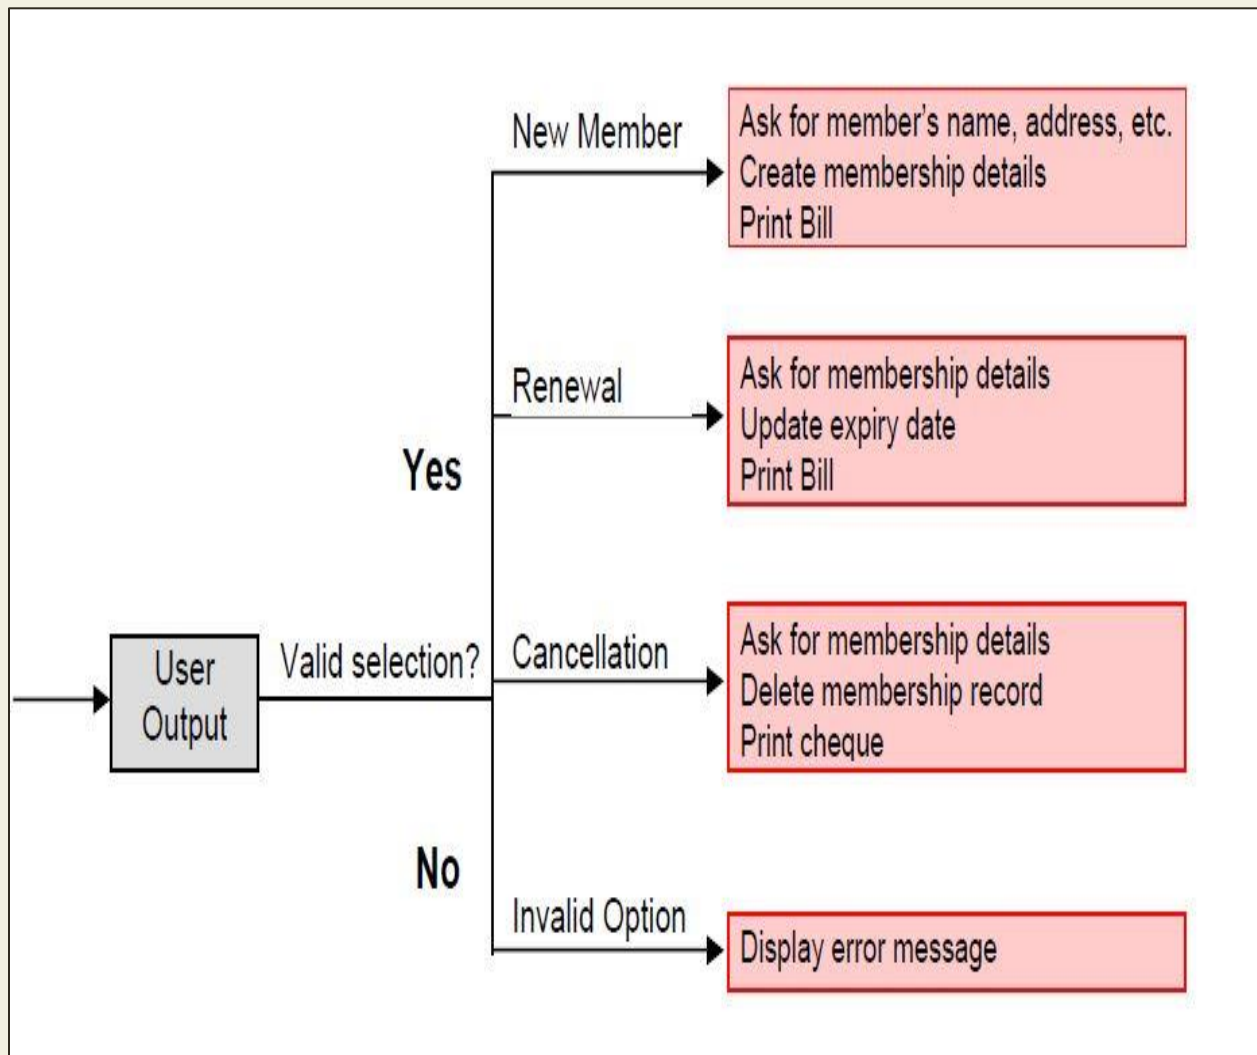 New Member
Ask for member's name, address, etc.
Create membership details
Print Bill
Renewal
Ask for membership details
Update expiry date
Print Bill
Yes
User
Output
Valid selection?
Cancellation
Ask for membership details
Delete membership record
Print cheque
No
Invalid Option
Display error message